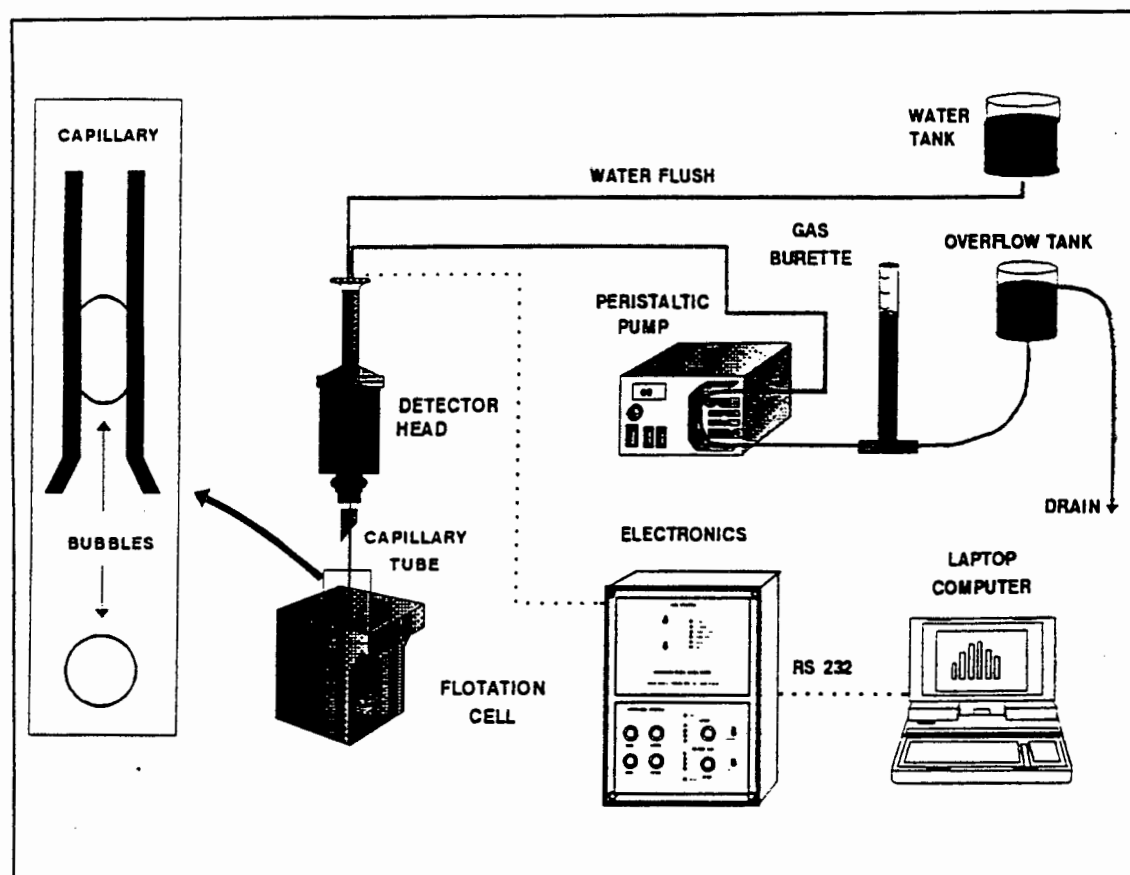 CAPILLARY
BUBBLES
WATER
TANK
WATER FLUSH
GAS
BURETTE
OVERFLOW TANK
PERISTALTIC
PUMP
DETECTOR
HEAD
DRAIN
CAPILLARY
TUBE
ELECTRONICS
LAPTOP
COMPUTER
RS 232
FLOTATION
CELL